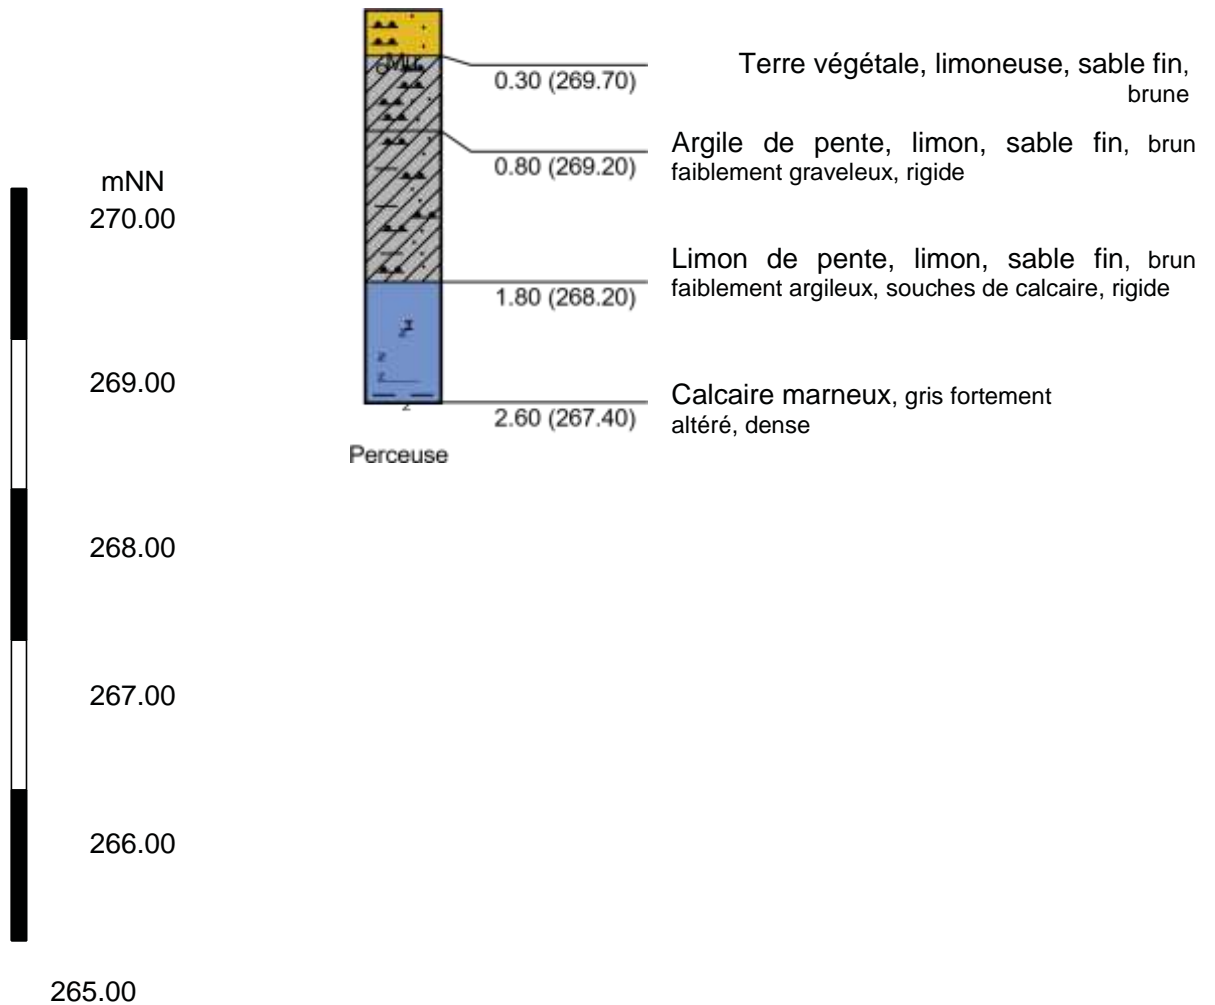 Mu
0.30 (269.70)
Terre végétale, limoneuse, sable fin,
brune
0.80 (269.20)
Argile de pente, limon, sable fin, brun
faiblement graveleux, rigide
mNN
270.00
1.80 (268.20)
Limon de pente, limon, sable fin, brun
faiblement argileux, souches de calcaire, rigide
269.00
2.60 (267.40)
Calcaire marneux, gris fortement
altéré, dense
Perceuse
268.00
267.00
266.00
265.00